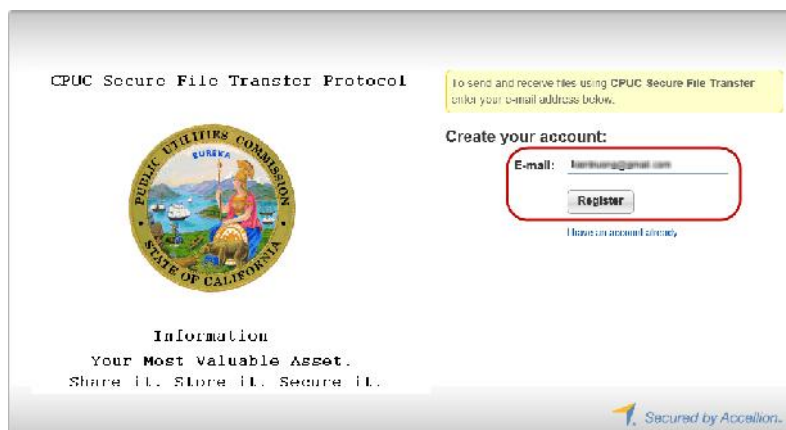 CPUC Secure File Transfer Protocol
To send and receive files using CPUC Secure File Transfer
enter your e-mail address below.
PUBLIC UTILITIES COMMISSION
EUREKA
STATE OF CALIFORNIA
Create your account:
E-mail:
Register
I have an account already
Information
Your Most Valuable Asset.
Share it. Store it. Secure it.
Secured by Accellion